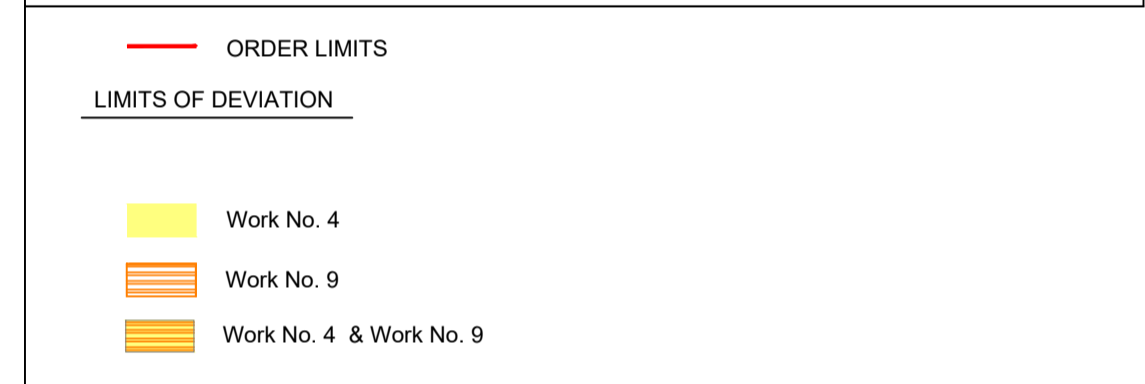 ORDER LIMITS
LIMITS OF DEVIATION
Work No. 4
Work No. 9
Work No. 4 & Work No. 9